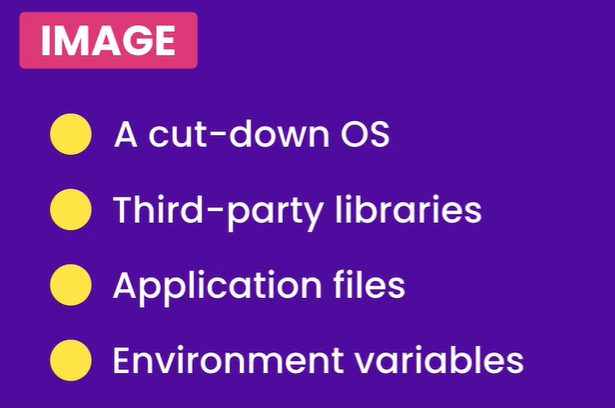 IMAGE
A cut-down OS
Third-party libraries
Application files
Environment variables